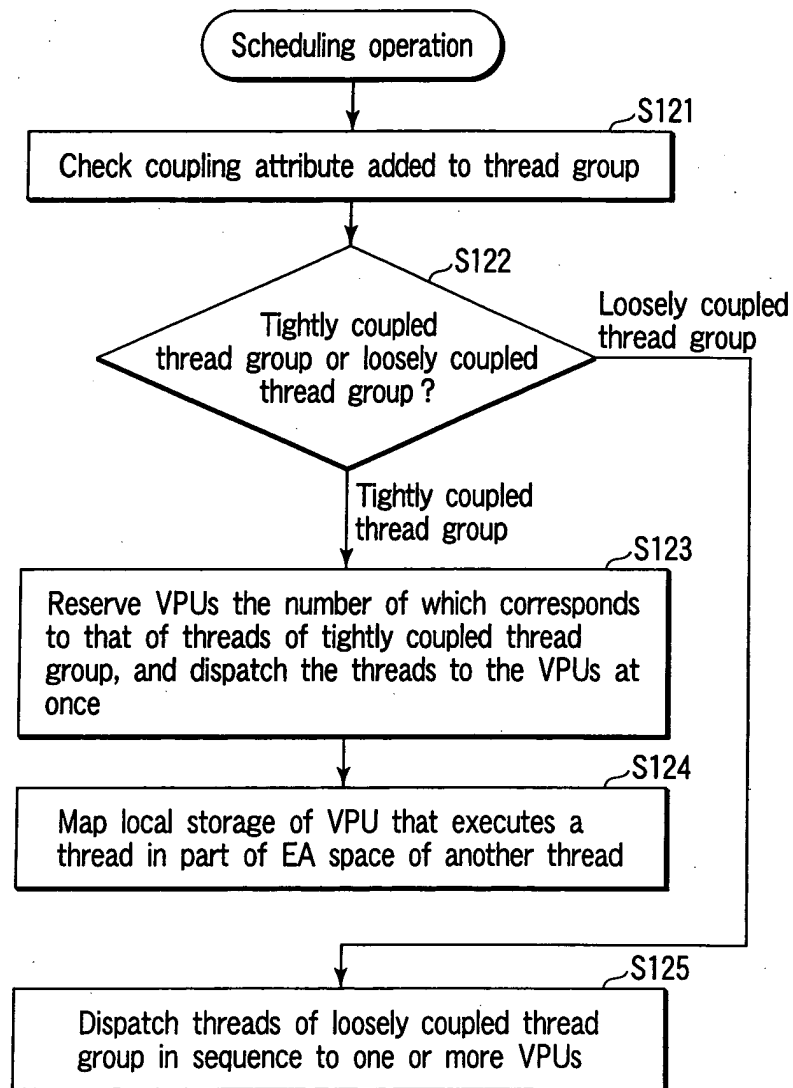 Scheduling operation
S121
Check coupling attribute added to thread group
S122
Tightly coupled
thread group or loosely coupled
thread group ?
Loosely coupled
thread group
Tightly coupled
thread group
S123
Reserve VPUs the number of which corresponds
to that of threads of tightly coupled thread
group, and dispatch the threads to the VPUs at
once
S124
Map local storage of VPU that executes a
thread in part of EA space of another thread
S125
Dispatch threads of loosely coupled thread
group in sequence to one or more VPUs